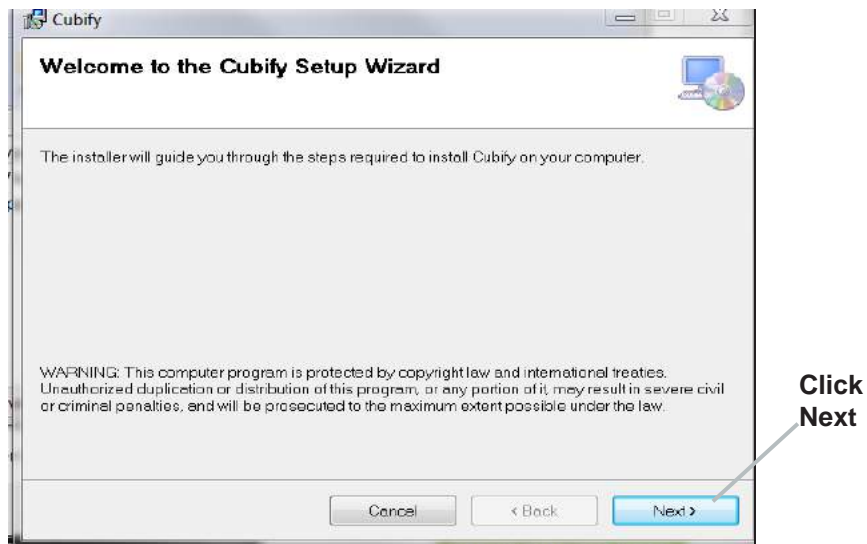 Cubify
Welcome to the Cubify Setup Wizard
The installer will guide you through the steps required to install Cubify on your computer.
WARNING: This computer program is protected by copyright law and international treaties.
Unauthorized duplication or distribution of this program, or any portion of it, may result in severe civil
or criminal penalties, and will be prosecuted to the maximum extent possible under the law.
Click
Next
Cancel
< Back
Next >